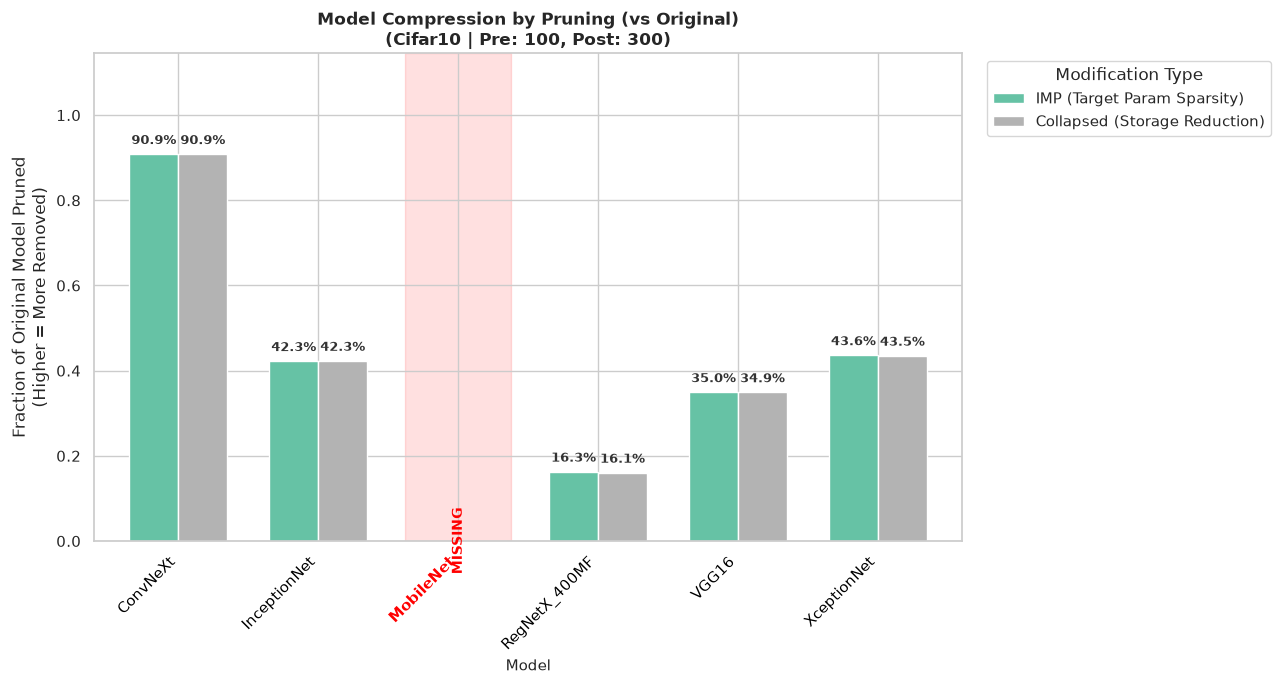 Model Compression by Pruning (vs Original)
(Cifar10 | Pre: 100, Post: 300)
Modification Type
IMP (Target Param Sparsity)
Collapsed (Storage Reduction)
Fraction of Original Model Pruned
(Higher = More Removed)
1.0
0.8
0.6
0.4
0.2
0.0
90.9% 90.9%
42.3% 42.3%
MISSING
16.3% 16.1%
35.0% 34.9%
43.6% 43.5%
ConvNeXt
InceptionNet
MobileNet
RegNetX_400MF
VGG16
XceptionNet
Model